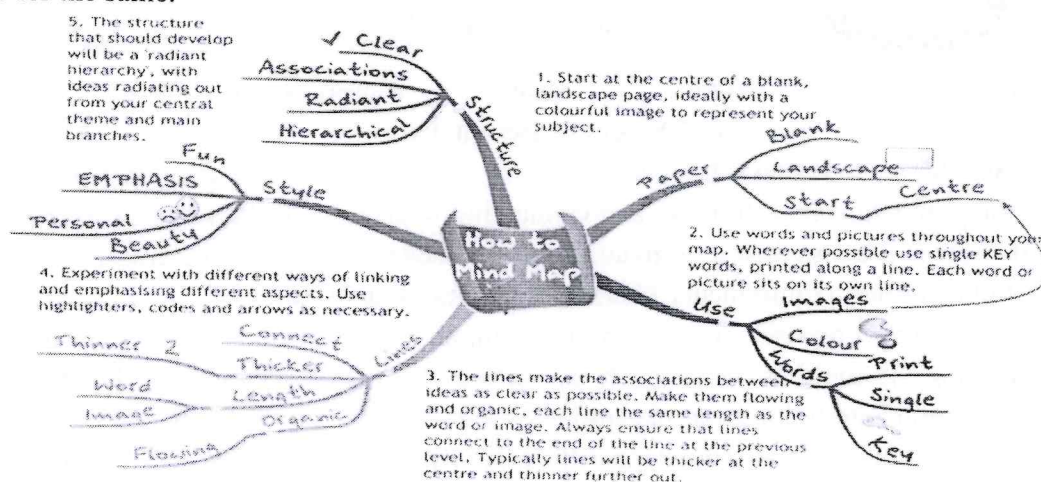 5. The structure
that should develop
will be a 'radiant
hierarchy', with
ideas radiating out
from your central
theme and main
branches.
✓ Clear
Associations
Radiant
Hierarchical
Structure
1. Start at the centre of a blank,
landscape page, ideally with a
colourful image to represent your
subject.
Paper
Blank
Landscape
Start
Centre
Fun
EMPHASIS
Personal
Beauty
Style
How to
Mind Map
2. Use words and pictures throughout your
map. Wherever possible use single KEY
words, printed along a line. Each word or
picture sits on its own line.
Use
Images
Colour
Words
Print
Single
Key
4. Experiment with different ways of linking
and emphasising different aspects. Use
highlighters, codes and arrows as necessary.
Lines
Connect
Thinner 2 Thicker
Length
Word
Image
Organic
Flowing
3. The lines make the associations between
ideas as clear as possible. Make them flowing
and organic, each line the same length as the
word or image. Always ensure that lines
connect to the end of the line at the previous
level. Typically lines will be thicker at the
centre and thinner further out.